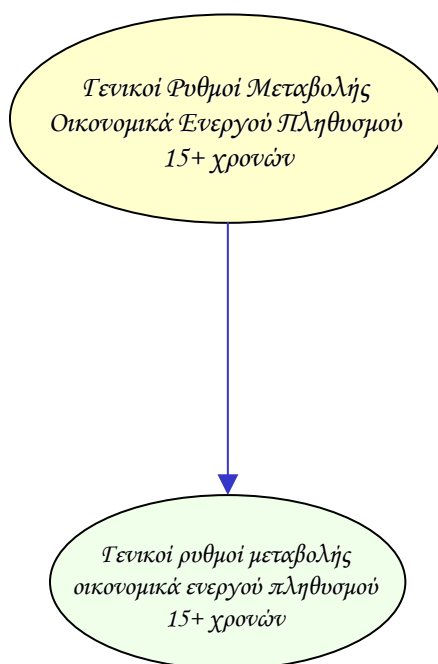 Γενικοί Ρυθμοί Μεταβολής
Οικονομικά Ενεργού Πληθυσμού
15+ χρονών
Γενικοί ρυθμοί μεταβολής
οικονομικά ενεργού πληθυσμού
15+ χρονών